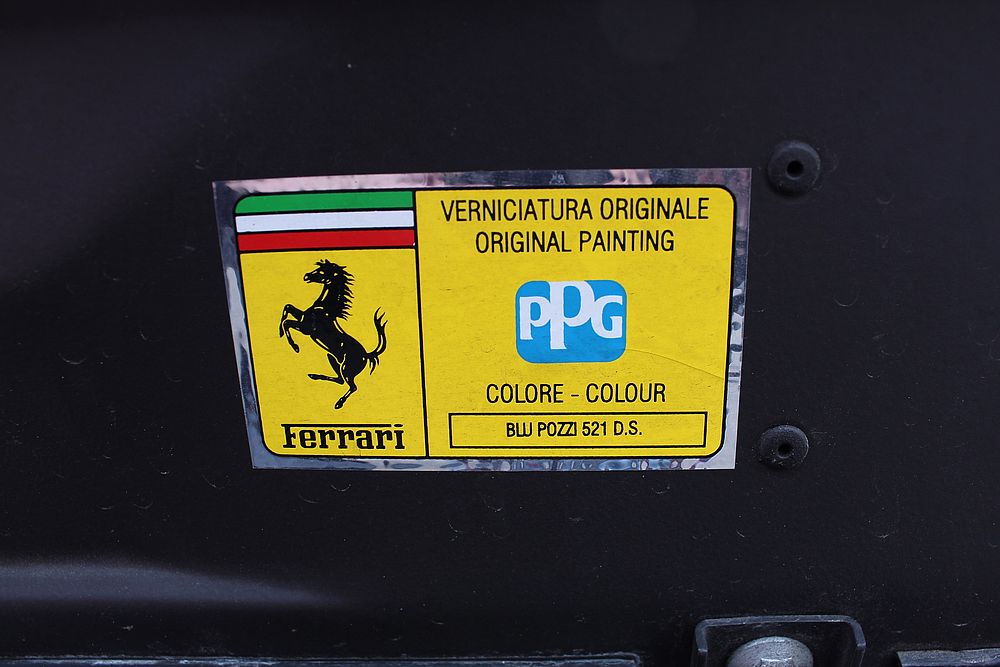 VERNICIATURA ORIGINALE
ORIGINAL PAINTING
PPG
COLORE - COLOUR
BLU POZZI 521 D.S.
Ferrari